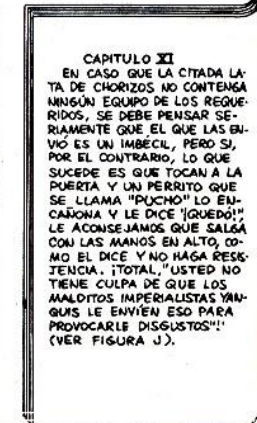 CAPITULO XI
EN CASO QUE LA CITADA LA-
TA DE CHORIZOS NO CONTENGA
NINGÚN EQUIPO DE LOS REQUE-
RIDOS, SE DEBE PENSAR SE-
RIAMENTE QUE EL QUE LAS EN-
VIÓ ES UN IMBÉCIL, PERO SI,
POR EL CONTRARIO, LO QUE
SUCEDE ES QUE TOCAN A LA
PUERTA Y UN PERRITO QUE
SE LLAMA "PUCHO" LO EN-
CAÑONA Y LE DICE "¡QUEDÓ!",
LE ACONSEJAMOS QUE SALGA
CON LAS MANOS EN ALTO, CO-
MO EL DICE Y NO HAGA RESIS-
TENCIA. ¡TOTAL, "USTED NO
TIENE CULPA DE QUE LOS
MALDITOS IMPERIALISTAS YAN-
QUIS LE ENVÍEN ESO PARA
PROVOCARLE DISGUSTOS"!
(VER FIGURA J).